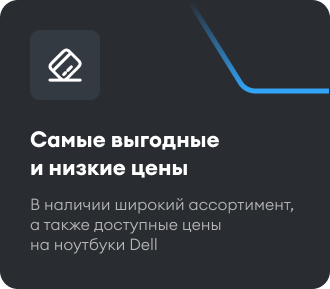 Самые выгодные
и низкие цены
В наличии широкий ассортимент,
а также доступные цены
на ноутбуки Dell